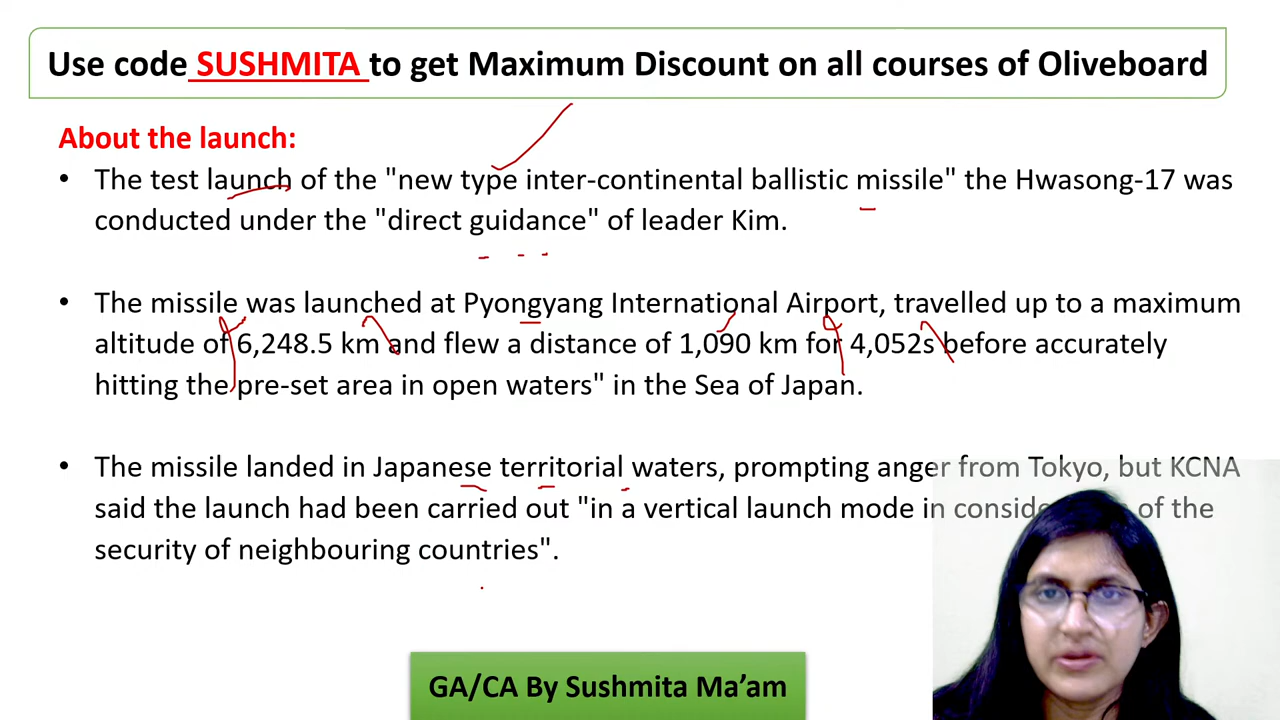 Use code SUSHMITA to get Maximum Discount on all courses of Oliveboard
About the launch:
• The test launch of the "new type inter-continental ballistic missile" the Hwasong-17 was
conducted under the "direct guidance" of leader Kim.
• The missile was launched at Pyongyang International Airport, travelled up to a maximum
altitude of 6,248.5 km and flew a distance of 1,090 km for 4,052s before accurately
hitting the pre-set area in open waters" in the Sea of Japan.
• The missile landed in Japanese territorial waters, prompting anger from Tokyo, but KCNA
said the launch had been carried out "in a vertical launch mode in of the
security of neighbouring countries".
GA/CA By Sushmita Ma’am